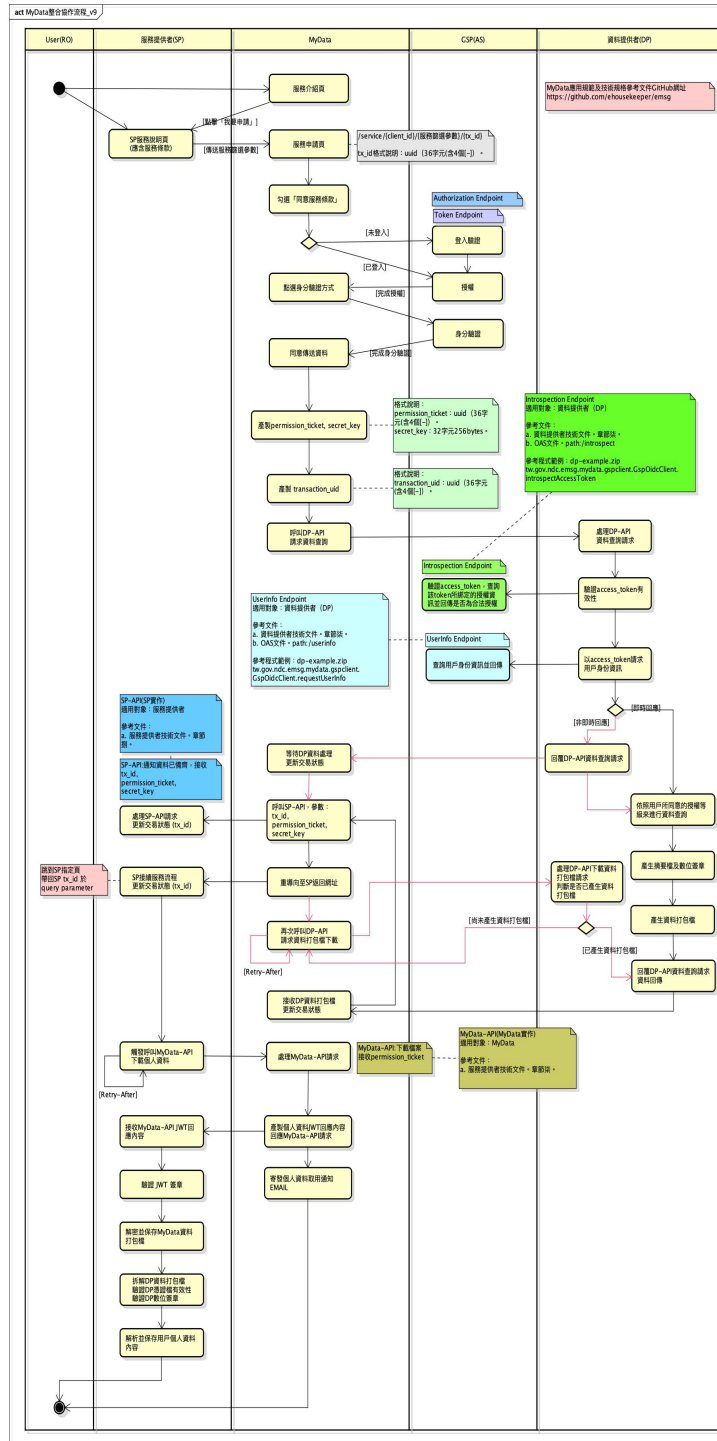 act MyData整合協作流程_v9
User(RO)
服務提供者(SP)
MyData
GSP(AS)
資料提供者(DP)
服務介紹頁
MyData應用規範及技術規格參考文件GitHub網址
https://github.com/ehousekeeper/emsg
[點擊「我要申請」]
SP服務說明頁
(應含服務條款)
[傳送服務篩選參數]
服務申請頁
/service/{client_id}/{服務篩選參數}/{tx_id}
tx_id格式說明：uuid（36字元(含4個[-]）。
勾選「同意服務條款」
Authorization Endpoint
Token Endpoint
[未登入]
登入驗證
[已登入]
點選身分驗證方式
[完成授權]
授權
身分驗證
同意傳送資料
[完成身分驗證]
產製permission_ticket, secret_key
格式說明：
permission_ticket：uuid（36字
元(含4個[-]）。
secret_key：32字元256bytes。
Introspection Endpoint
適用對象：資料提供者（DP）
參考文件：
a. 資料提供者技術文件。章節柒。
b. OAS文件。path:/introspect
參考程式範例：dp-example.zip
tw.gov.ndc.emsg.mydata.gspclient.GspOidcClient.
introspectAccessToken
產製 transaction_uid
格式說明：
transaction_uid：uuid（36字元
(含4個[-]）。
呼叫DP-API
請求資料查詢
處理DP-API
資料查詢請求
Introspection Endpoint
驗證access_token，查詢
該token所綁定的授權資
訊並回傳是否為合法授權
驗證access_token有
效性
UserInfo Endpoint
適用對象：資料提供者（DP）
參考文件：
a. 資料提供者技術文件。章節柒。
b. OAS文件。path:/userinfo
參考程式範例：dp-example.zip
tw.gov.ndc.emsg.mydata.gspclient.
GspOidcClient.requestUserInfo
UserInfo Endpoint
查詢用戶身份資訊並回傳
以access_token請求
用戶身份資訊
SP-API(SP實作)
適用對象：服務提供者
參考文件：
a. 服務提供者技術文件。章節
捌。
[即時回應]
[非即時回應]
SP-API:通知資料已備齊，接收
tx_id,
permission_ticket,
secret_key
等待DP資料處理
更新交易狀態
回覆DP-API資料查詢請求
處理SP-API請求
更新交易狀態 (tx_id)
呼叫SP-API，參數：
tx_id,
permission_ticket,
secret_key
依照用戶所同意的授權等
級來進行資料查詢
跳到SP指定頁
帶回SP tx_id 於
query parameter
SP接續服務流程
更新交易狀態 (tx_id)
重導向至SP返回網址
處理DP-API下載資料
打包檔請求
判斷是否已產生資料
打包檔
產生摘要檔及數位簽章
再次呼叫DP-API
請求資料打包檔下載
[尚未產生資料打包檔]
產生資料打包檔
[已產生資料打包檔]
[Retry-After]
回覆DP-API資料查詢請求
資料回傳
接收DP資料打包檔
更新交易狀態
觸發呼叫MyData-API
下載個人資料
處理MyData-API請求
MyData-API:下載檔案
接收permission_ticket
MyData-API(MyData實作)
適用對象：MyData
參考文件：
a. 服務提供者技術文件。章節柒。
[Retry-After]
接收MyData-API JWT回
應內容
產製個人資料JWT回應內容
回應MyData-API請求
驗證 JWT 簽章
寄發個人資料取用通知
EMAIL
解密並保存MyData資料
打包檔
拆解DP資料打包檔
驗證DP憑證檔有效性
驗證DP數位簽章
解析並保存用戶個人資料
內容